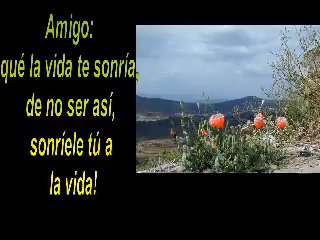 Amigo:
qué la vida te sonría,
de no ser así,
sonríele tú a
la vida!